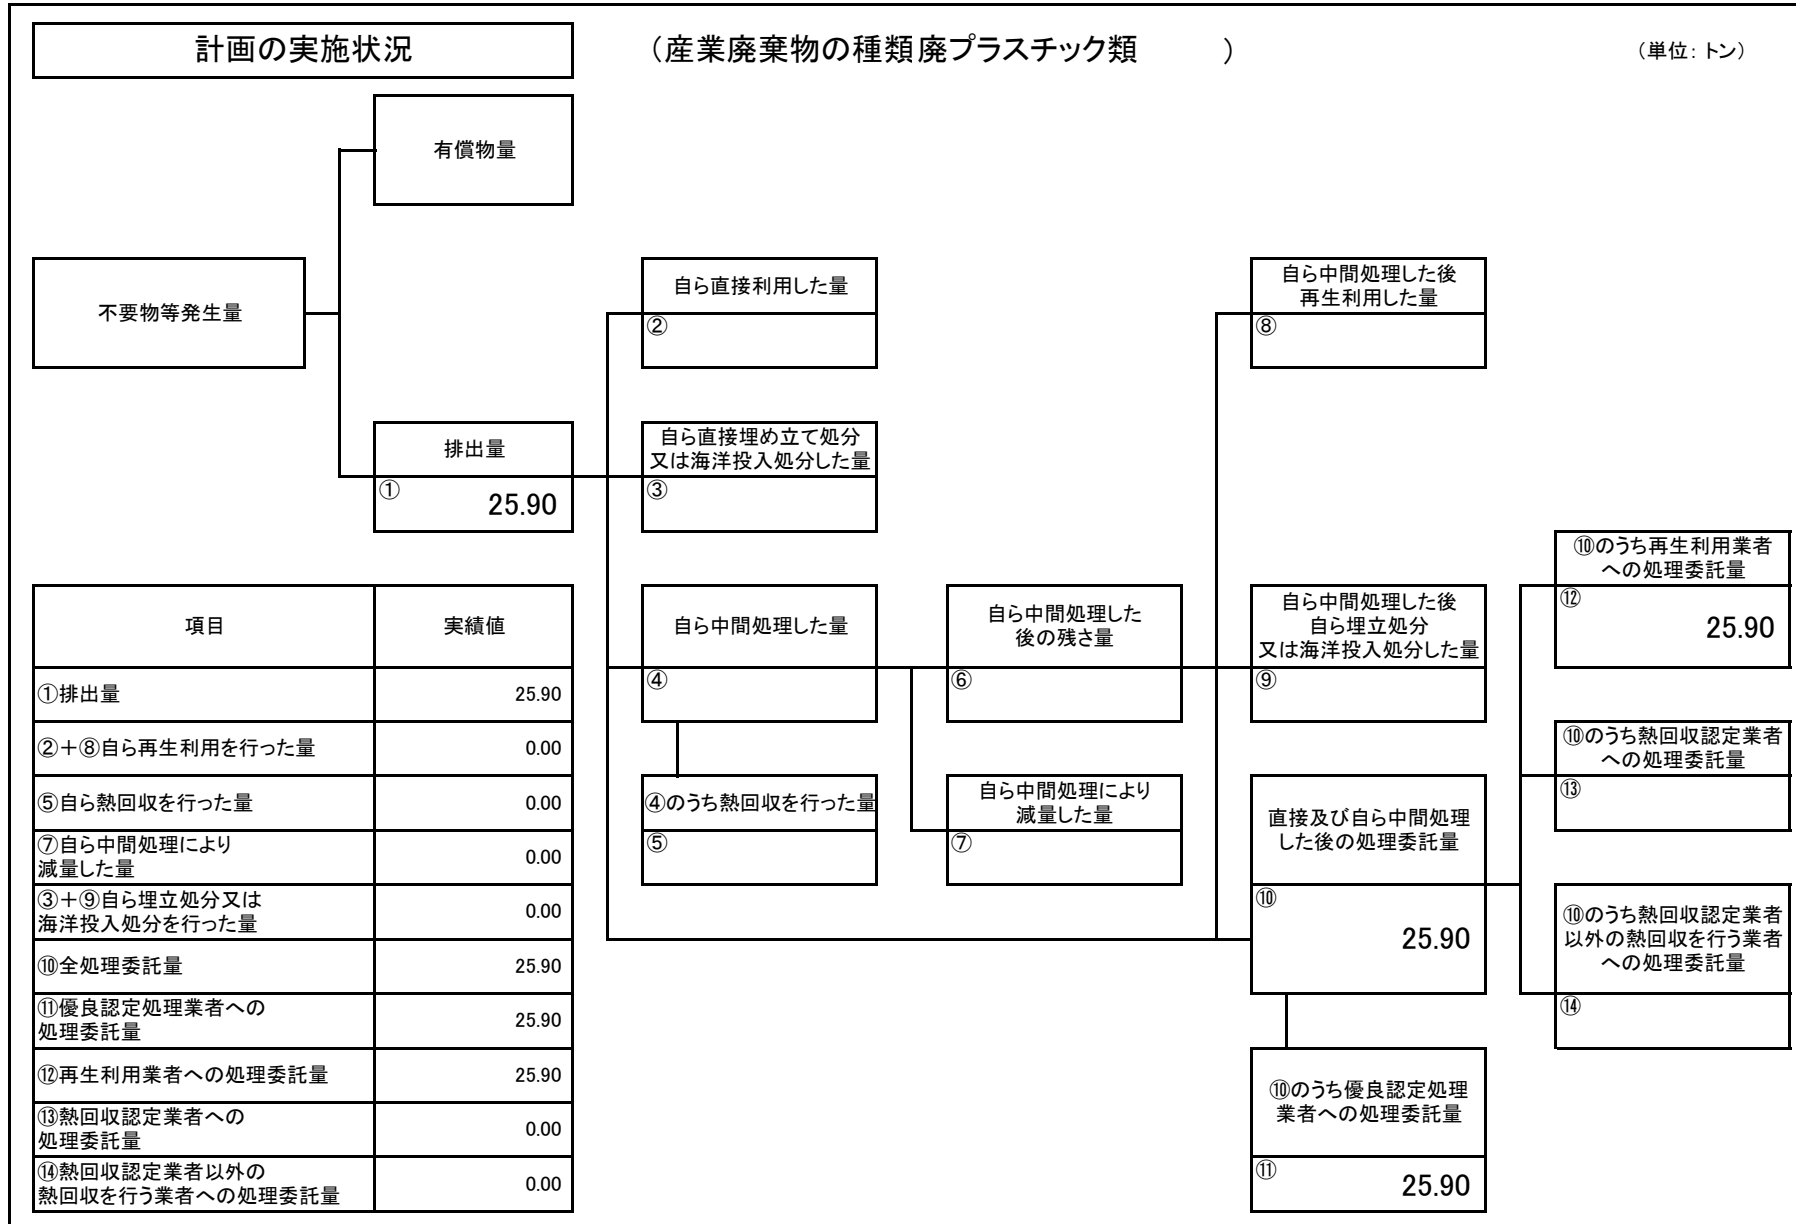 計画の実施状況
（産業廃棄物の種類 廃プラスチック類　　　）
（単位：トン）
有償物量
不要物等発生量
自ら直接利用した量
②
自ら中間処理した後
再生利用した量
⑧
排出量
① 25.90
自ら直接埋め立て処分
又は海洋投入処分した量
③
⑩のうち再生利用業者
への処理委託量
⑫ 25.90
自ら中間処理した量
④
自ら中間処理した
後の残さ量
⑥
自ら中間処理した後
自ら埋立処分
又は海洋投入処分した量
⑨
⑩のうち熱回収認定業者
への処理委託量
⑬
④のうち熱回収を行った量
⑤
自ら中間処理により
減量した量
⑦
直接及び自ら中間処理
した後の処理委託量
⑩
25.90
⑩のうち熱回収認定業者
以外の熱回収を行う業者
への処理委託量
⑭
⑩のうち優良認定処理
業者への処理委託量
⑪ 25.90
項目 実績値
①排出量 25.90
②＋⑧自ら再生利用を行った量 0.00
⑤自ら熱回収を行った量 0.00
⑦自ら中間処理により
減量した量 0.00
③＋⑨自ら埋立処分又は
海洋投入処分を行った量 0.00
⑩全処理委託量 25.90
⑪優良認定処理業者への
処理委託量 25.90
⑫再生利用業者への処理委託量 25.90
⑬熱回収認定業者への
処理委託量 0.00
⑭熱回収認定業者以外の
熱回収を行う業者への処理委託量 0.00